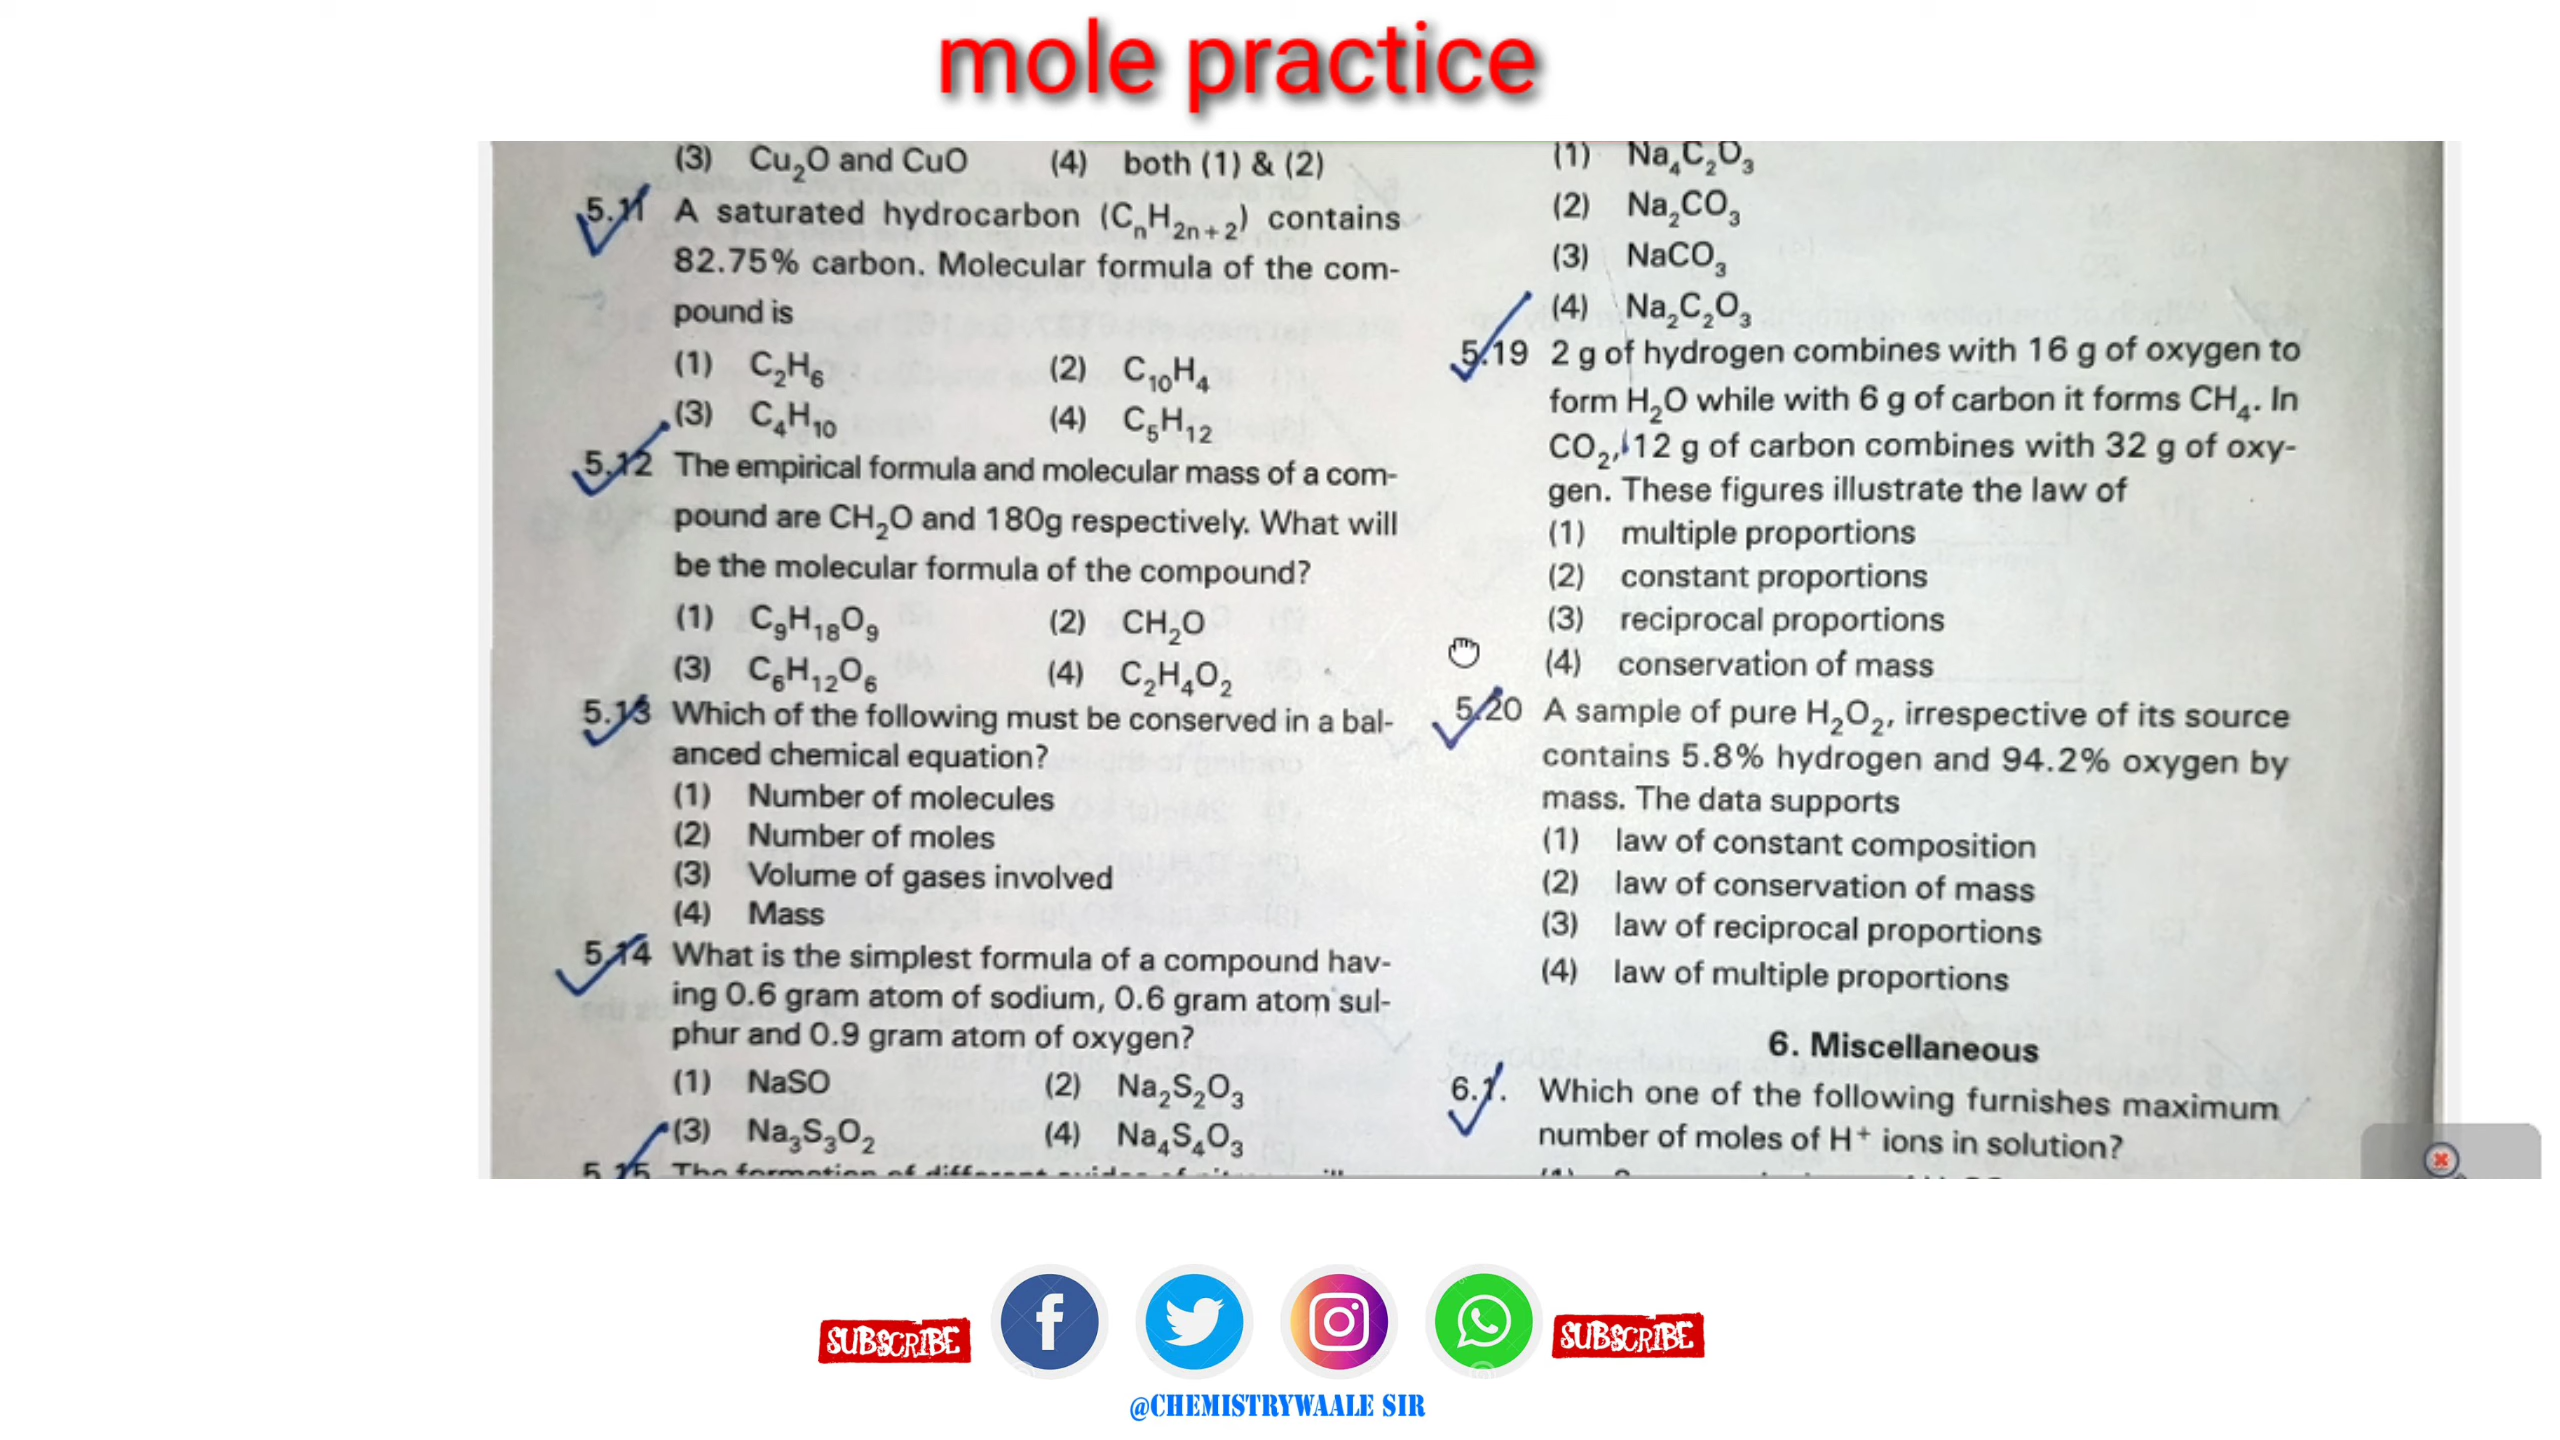 mole practice
(3) Cu₂O and CuO (4) both (1) & (2)
5.11 A saturated hydrocarbon (CₙH₂ₙ₊₂) contains
82.75% carbon. Molecular formula of the com-
pound is
(1) C₂H₆ (2) C₁₀H₄
(3) C₄H₁₀ (4) C₅H₁₂
5.12 The empirical formula and molecular mass of a com-
pound are CH₂O and 180g respectively. What will
be the molecular formula of the compound?
(1) C₉H₁₈O₉ (2) CH₂O
(3) C₆H₁₂O₆ (4) C₂H₄O₂
5.13 Which of the following must be conserved in a bal-
anced chemical equation?
(1) Number of molecules
(2) Number of moles
(3) Volume of gases involved
(4) Mass
5.14 What is the simplest formula of a compound hav-
ing 0.6 gram atom of sodium, 0.6 gram atom sul-
phur and 0.9 gram atom of oxygen?
(1) NaSO (2) Na₂S₂O₃
(3) Na₃S₃O₂ (4) Na₄S₄O₃
5.15 The formation of different oxides of
(1) Na₄C₂O₃
(2) Na₂CO₃
(3) NaCO₃
(4) Na₂C₂O₃
5.19 2 g of hydrogen combines with 16 g of oxygen to
form H₂O while with 6 g of carbon it forms CH₄. In
CO₂, 12 g of carbon combines with 32 g of oxy-
gen. These figures illustrate the law of
(1) multiple proportions
(2) constant proportions
(3) reciprocal proportions
(4) conservation of mass
5.20 A sample of pure H₂O₂, irrespective of its source
contains 5.8% hydrogen and 94.2% oxygen by
mass. The data supports
(1) law of constant composition
(2) law of conservation of mass
(3) law of reciprocal proportions
(4) law of multiple proportions
6. Miscellaneous
6.1. Which one of the following furnishes maximum
number of moles of H⁺ ions in solution?
SUBSCRIBE f SUBSCRIBE
@CHEMISTRYWAALE SIR